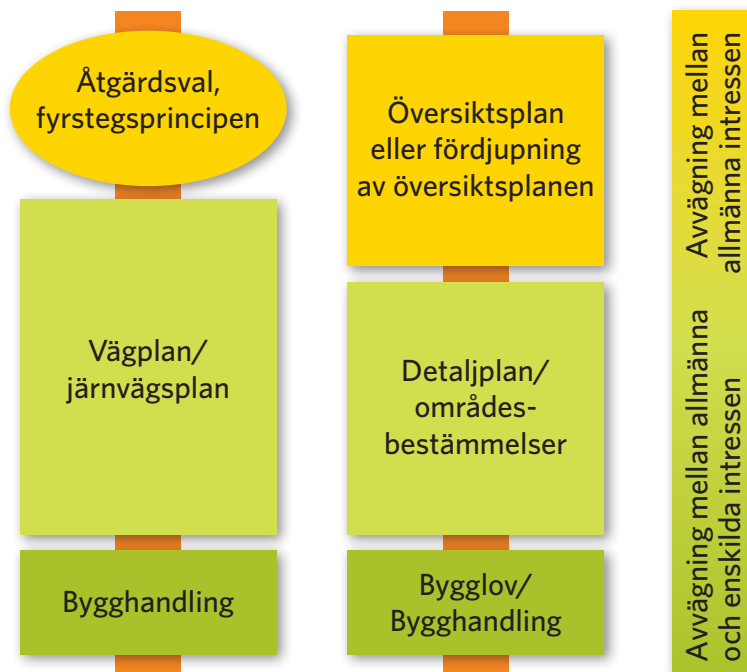 Åtgärdsval,
fyrstegsprincipen
Vägplan/
järnvägsplan
Bygghandling
Översiktsplan
eller fördjupning
av översiktsplanen
Detaljplan/
områdes-
bestämmelser
Bygglov/
Bygghandling
Avvägning mellan
allmänna intressen
Avvägning mellan allmänna
och enskilda intressen